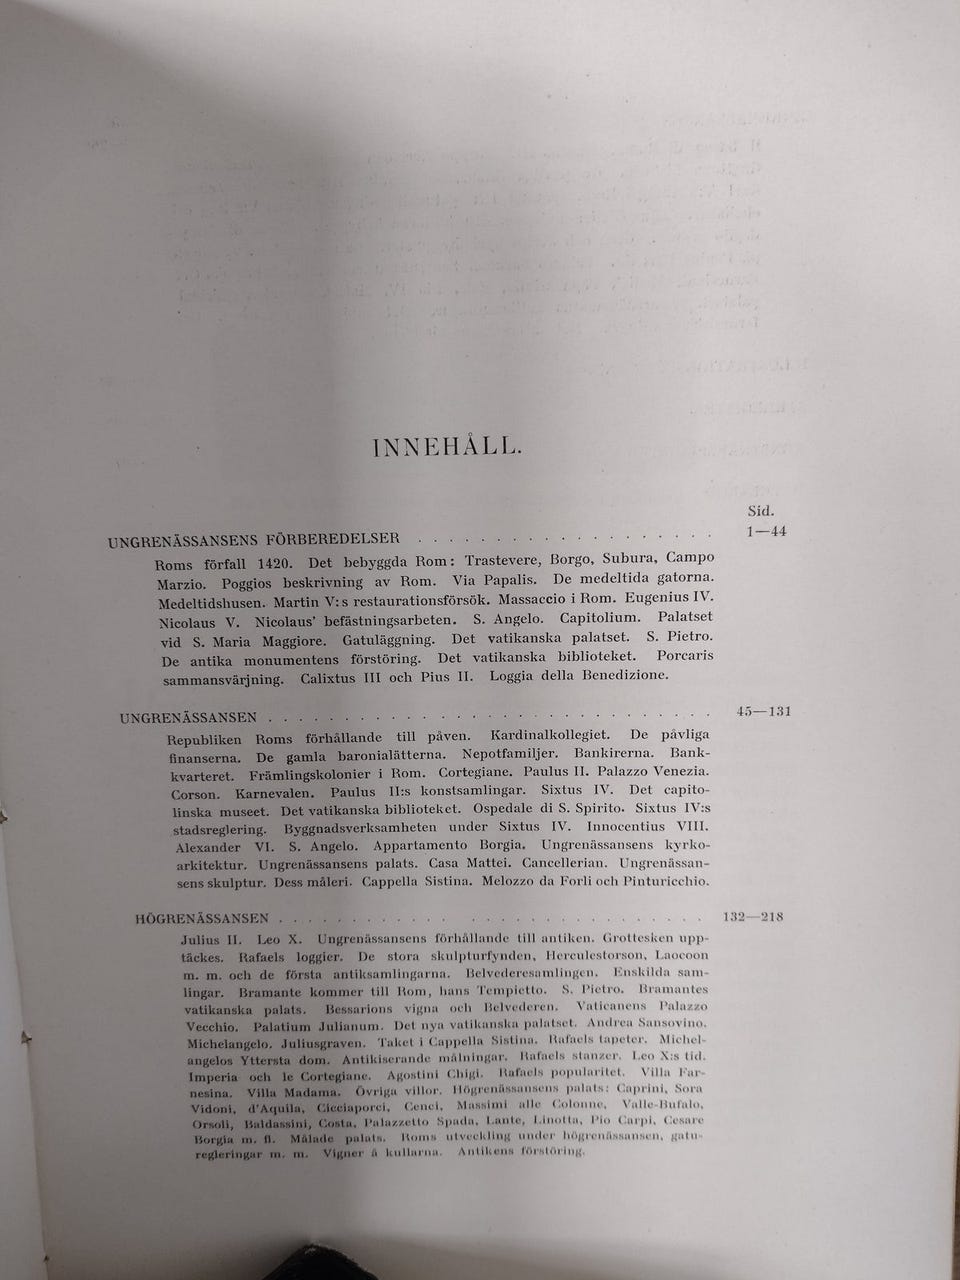 INNEHÅLL.
Sid.
UNGRENÄSSANSENS FÖRBEREDELSER . . . . . . . . . . . . . . . . . . 1—44
Roms förfall 1420. Det bebyggda Rom: Trastevere, Borgo, Subura, Campo
Marzio. Poggios beskrivning av Rom. Via Papalis. De medeltida gatorna.
Medeltidshusen. Martin V:s restaurationsförsök. Massaccio i Rom. Eugenius IV.
Nicolaus V. Nicolaus' befästningsarbeten. S. Angelo. Capitolium. Palatset
vid S. Maria Maggiore. Gatuläggning. Det vatikanska palatset. S. Pietro.
De antika monumentens förstöring. Det vatikanska biblioteket. Porcaris
sammansvärjning. Calixtus III och Pius II. Loggia della Benedizione.
UNGRENÄSSANSEN . . . . . . . . . . . . . . . . . . . . . . . . . . 45—131
Republiken Roms förhållande till påven. Kardinalkollegiet. De påvliga
finanserna. De gamla baronialätterna. Nepotfamiljer. Bankirerna. Bank-
kvarteret. Främlingskolonier i Rom. Cortegiane. Paulus II. Palazzo Venezia.
Corson. Karnevalen. Paulus II:s konstsamlingar. Sixtus IV. Det capito-
linska museet. Det vatikanska biblioteket. Ospedale di S. Spirito. Sixtus IV:s
stadsreglering. Byggnadsverksamheten under Sixtus IV. Innocentius VIII.
Alexander VI. S. Angelo. Appartamento Borgia. Ungrenässansens kyrko-
arkitektur. Ungrenässansens palats. Casa Mattei. Cancellerian. Ungrenässan-
sens skulptur. Dess måleri. Cappella Sistina. Melozzo da Forli och Pinturicchio.
HÖGRENÄSSANSEN . . . . . . . . . . . . . . . . . . . . . . . . . 132—218
Julius II. Leo X. Ungrenässansens förhållande till antiken. Grottesken upp-
täckes. Rafaels loggier. De stora skulpturfynden, Herculestorson, Laocoon
m. m. och de första antiksamlingarna. Belvederesamlingen. Enskilda sam-
lingar. Bramante kommer till Rom, hans Tempietto. S. Pietro. Bramantes
vatikanska palats. Bessarions vigna och Belvederen. Vaticanens Palazzo
Vecchio. Palatium Julianum. Det nya vatikanska palatset. Andrea Sansovino.
Michelangelo. Juliusgraven. Taket i Cappella Sistina. Rafaels tapeter. Michel-
angelos Yttersta dom. Antikiserande målningar. Rafaels stanzer. Leo X:s tid.
Imperia och le Cortegiane. Agostini Chigi. Rafaels popularitet. Villa Far-
nesina. Villa Madama. Övriga villor. Högrenässansens palats: Caprini, Sora
Vidoni, d'Aquila, Cicciaporci, Cenci, Massimi alle Colonne, Valle-Bufalo,
Orsoli, Baldassini, Costa, Palazzetto Spada, Lante, Linotta, Pio Carpi, Cesare
Borgia m. fl. Målade palats. Roms utveckling under högrenässansen, gatu-
regleringar m. m. Vigner å kullarna. Antikens förstöring.